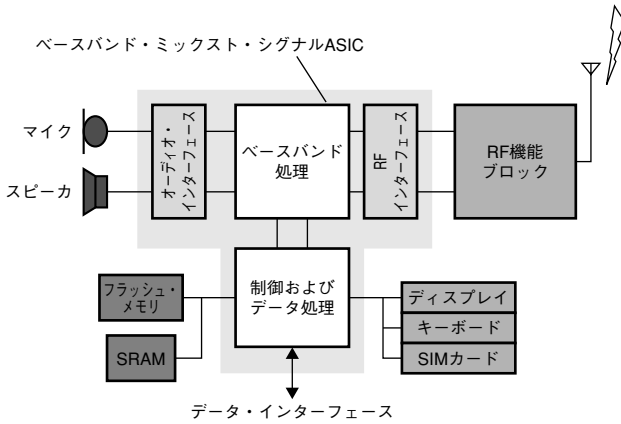 ベースバンド・ミックスト・シグナルASIC
マイク
スピーカ
オーディオ・
インターフェース
ベースバンド
処理
RF
インターフェース
RF機能
ブロック
フラッシュ・
メモリ
SRAM
制御および
データ処理
ディスプレイ
キーボード
SIMカード
データ・インターフェース